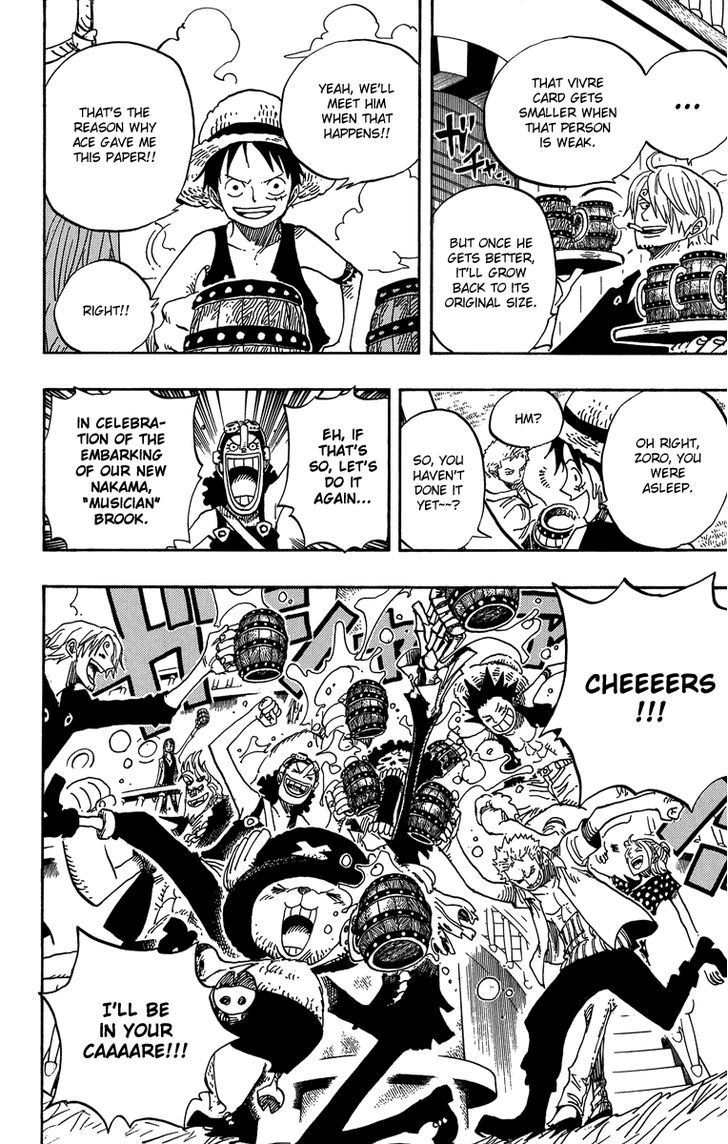 ...
THAT VIVRE
CARD GETS
SMALLER WHEN
THAT PERSON
IS WEAK.
ガチャ...
BUT ONCE HE
GETS BETTER,
IT'LL GROW
BACK TO ITS
ORIGINAL SIZE.
YEAH, WE'LL
MEET HIM
WHEN THAT
HAPPENS!!
THAT'S THE
REASON WHY
ACE GAVE ME
THIS PAPER!!
RIGHT!!
OH RIGHT,
ZORO, YOU
WERE
ASLEEP.
HM?
SO, YOU
HAVEN'T
DONE IT
YET~~?
EH, IF
THAT'S
SO, LET'S
DO IT
AGAIN...
IN CELEBRA-
TION OF THE
EMBARKING
OF OUR NEW
NAKAMA,
"MUSICIAN"
BROOK.
CHEEEERS
!!!
I'LL BE
IN YOUR
CAAAARE!!!